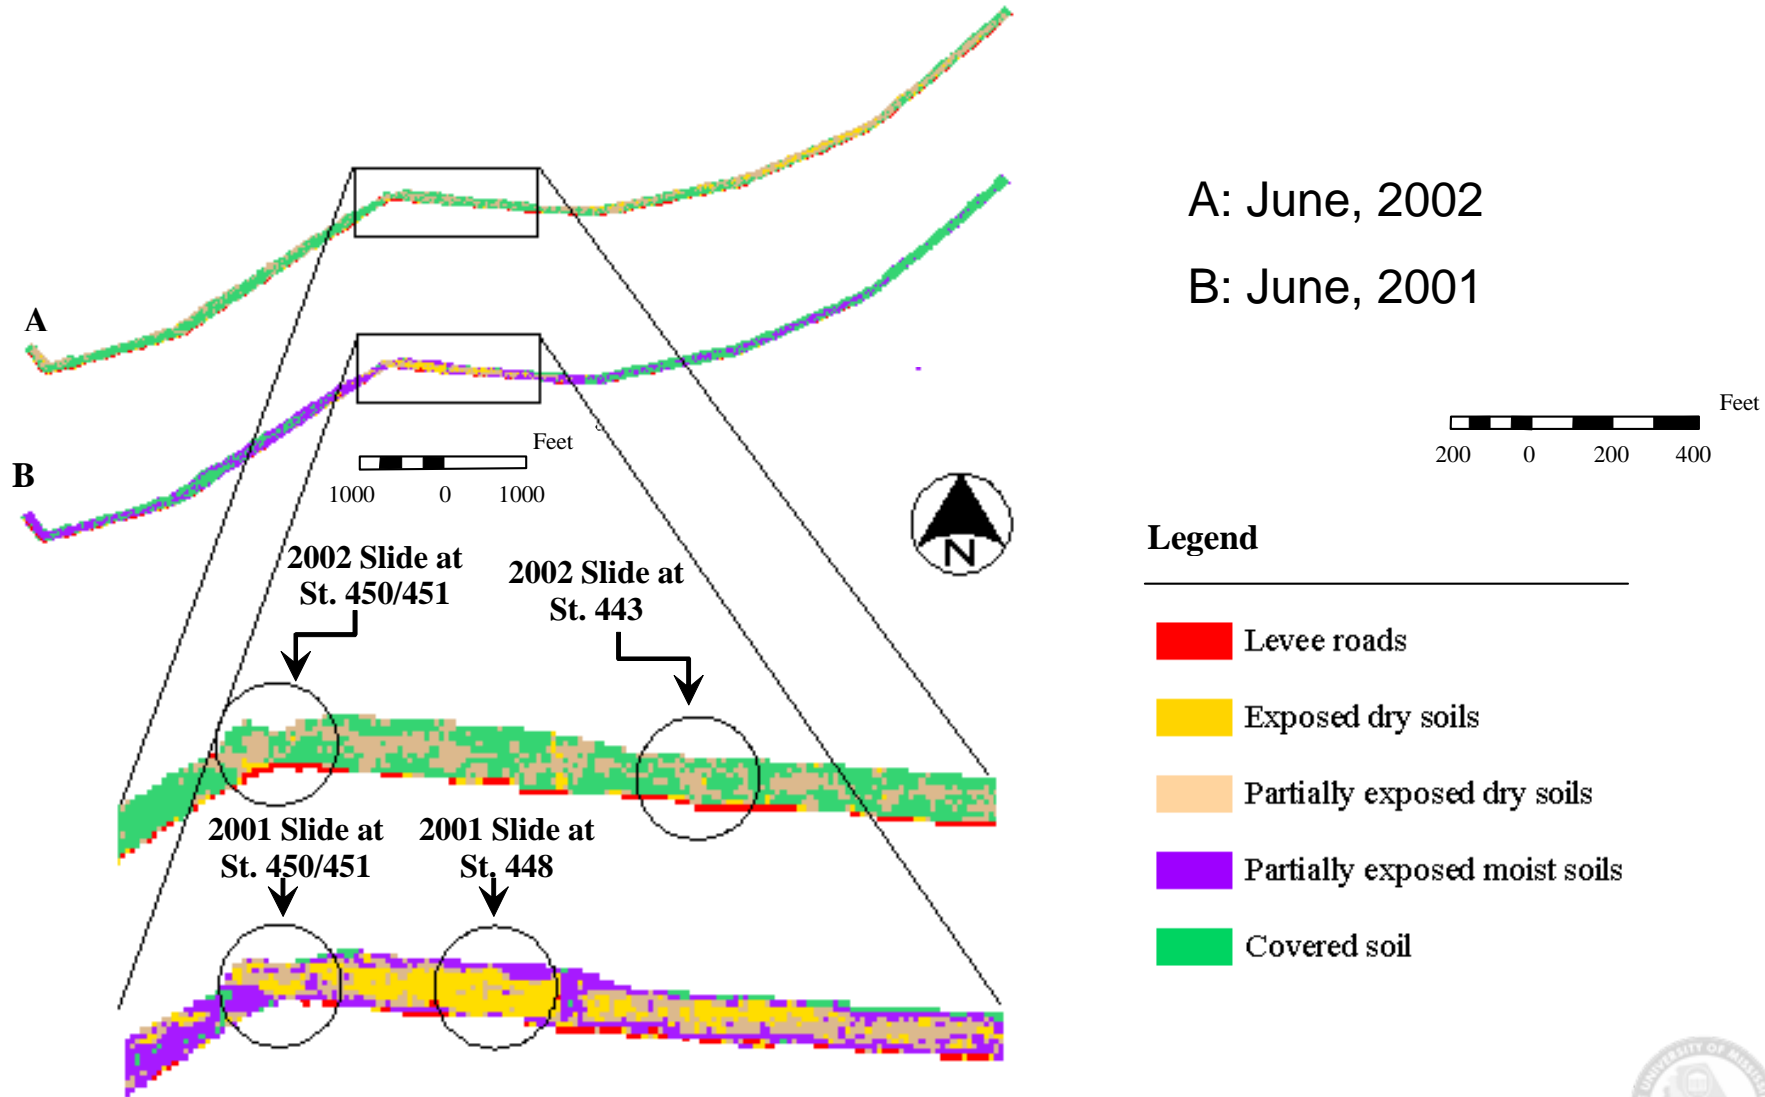 A: June, 2002
B: June, 2001
A
B
Feet
1000 0 1000
Feet
200 0 200 400
N
2002 Slide at
St. 450/451
2002 Slide at
St. 443
2001 Slide at
St. 450/451
2001 Slide at
St. 448
Legend
Levee roads
Exposed dry soils
Partially exposed dry soils
Partially exposed moist soils
Covered soil
UNIVERSITY OF